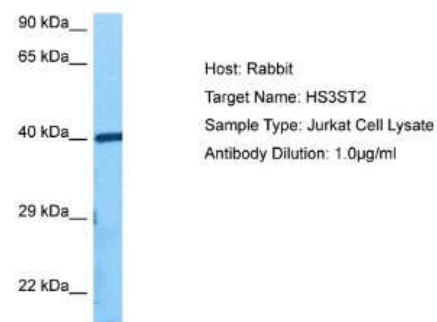 90 kDa
65 kDa
Host: Rabbit
Target Name: HS3ST2
Sample Type: Jurkat Cell Lysate
40 kDa
Antibody Dilution: 1.0µg/ml
29 kDa
22 kDa